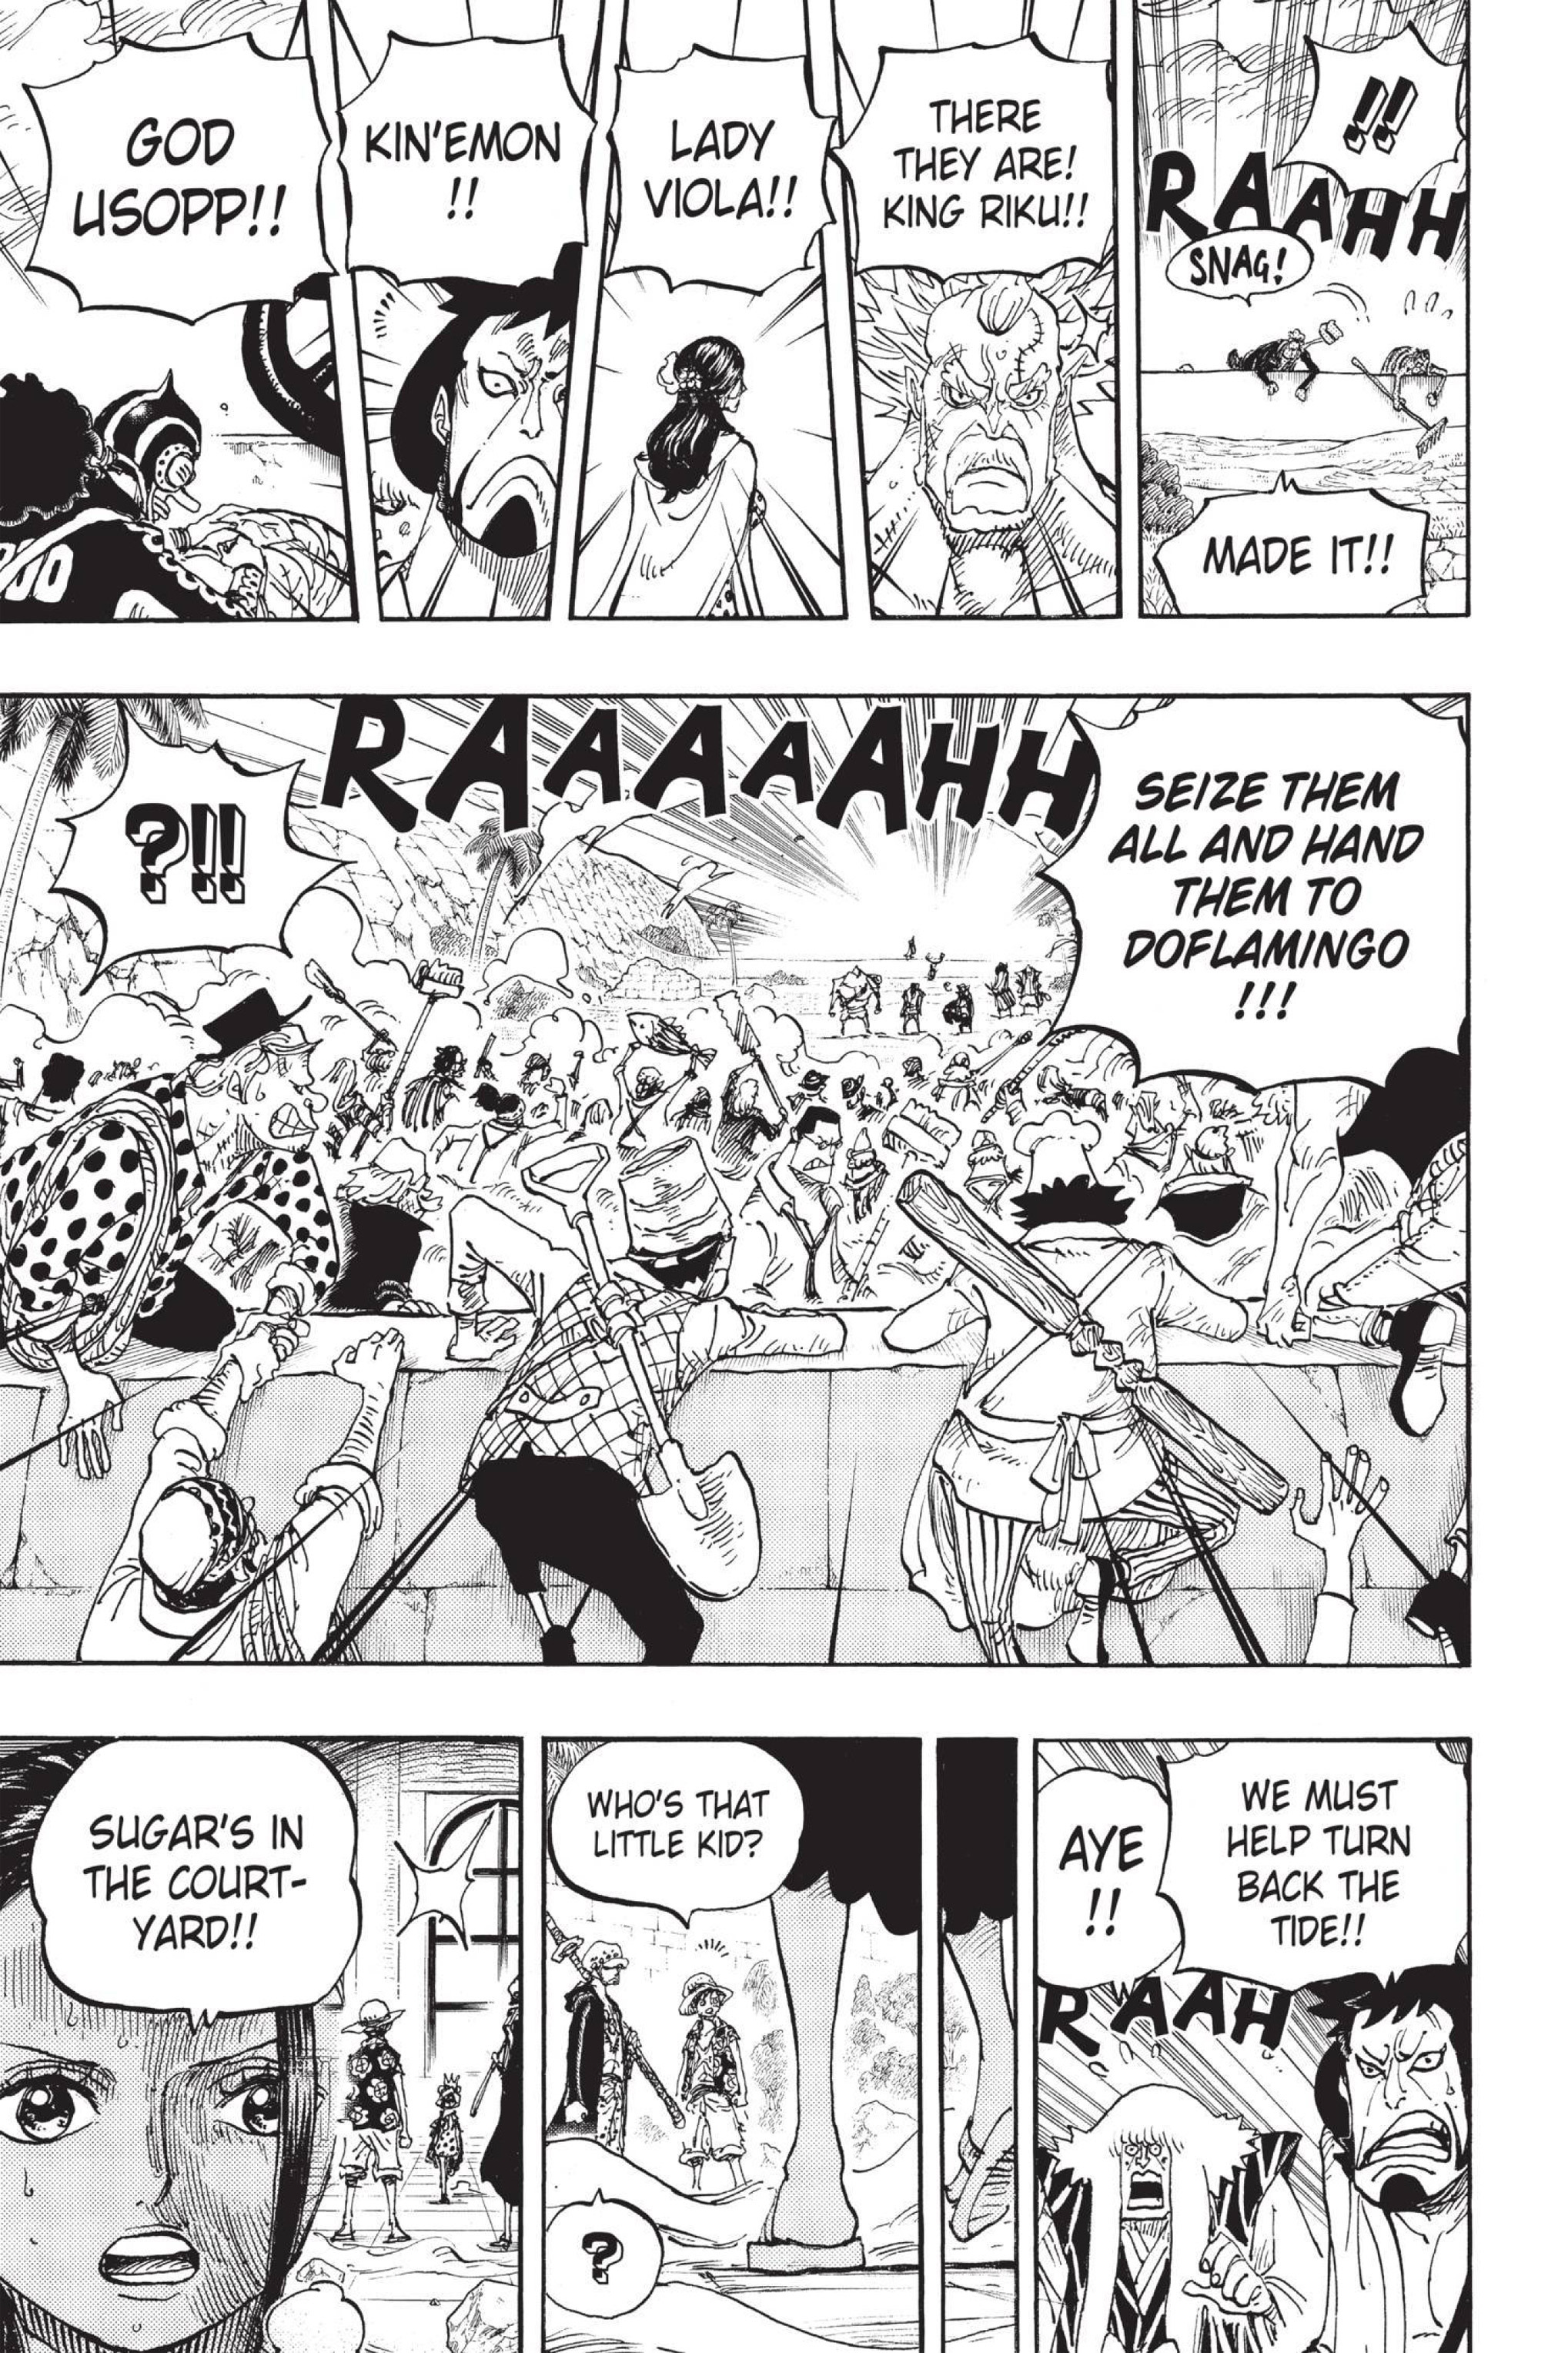 !!
RAAHH
SNAG!
MADE IT!!
THERE
THEY ARE!
KING RIKU!!
LADY
VIOLA!!
KIN'EMON
!!
GOD
USOPP!!
SEIZE THEM
ALL AND HAND
THEM TO
DOFLAMINGO
!!!
RAAAAAHH
?!!
WE MUST
HELP TURN
BACK THE
TIDE!!
AYE
!!
RAAH
WHO'S THAT
LITTLE KID?
?
SUGAR'S IN
THE COURT-
YARD!!